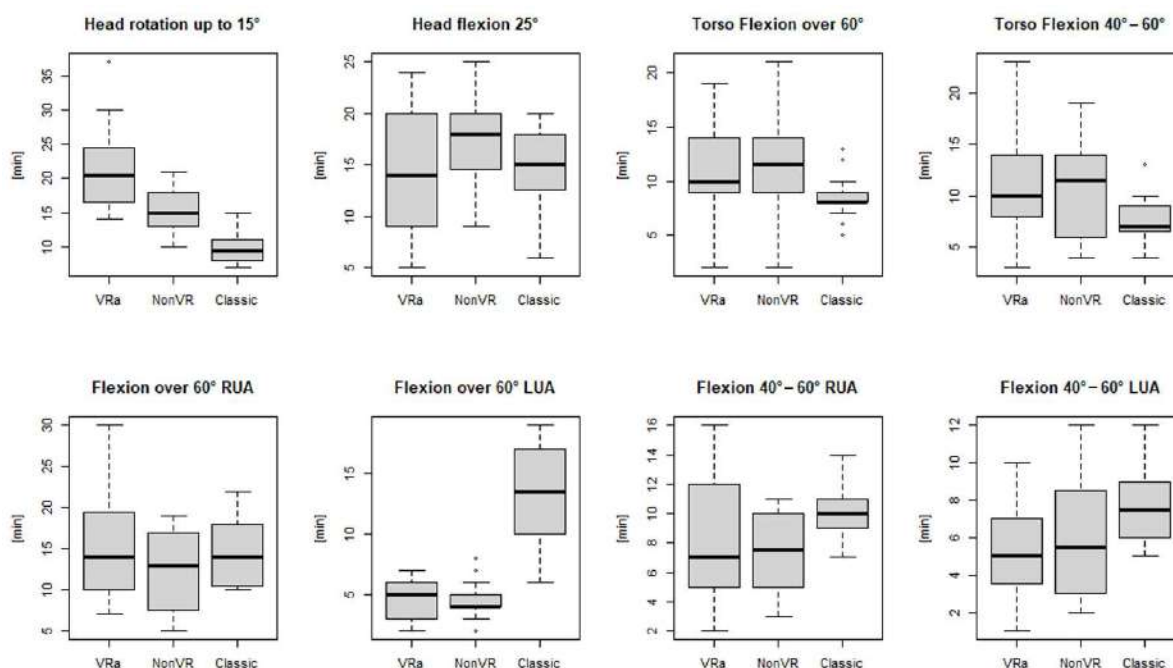 Head rotation up to 15°
[min]
35
30
25
20
15
10
VRa NonVR Classic
Head flexion 25°
[min]
25
20
15
10
5
VRa NonVR Classic
Torso Flexion over 60°
[min]
20
15
10
5
VRa NonVR Classic
Torso Flexion 40°–60°
[min]
20
15
10
5
VRa NonVR Classic
Flexion over 60° RUA
[min]
30
25
20
15
10
5
VRa NonVR Classic
Flexion over 60° LUA
[min]
15
10
5
VRa NonVR Classic
Flexion 40°–60° RUA
[min]
16
14
12
10
8
6
4
2
VRa NonVR Classic
Flexion 40°–60° LUA
[min]
12
10
8
6
4
2
VRa NonVR Classic